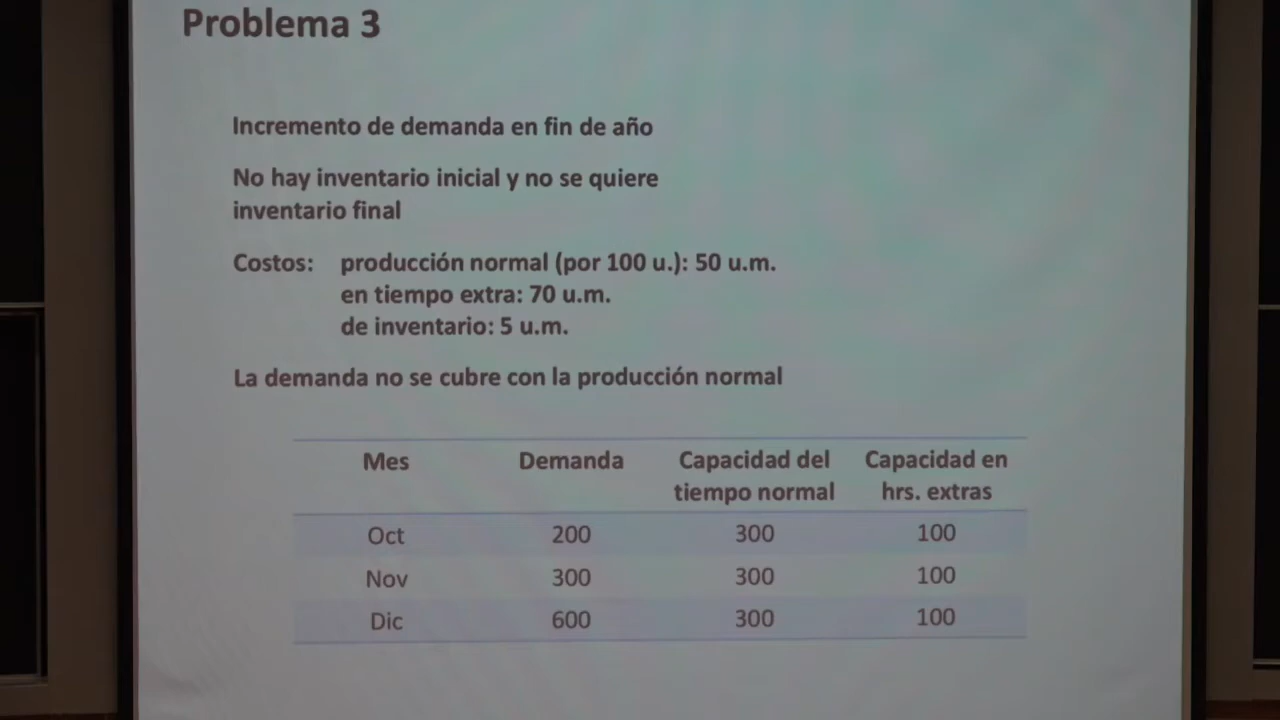 Problema 3
Incremento de demanda en fin de año
No hay inventario inicial y no se quiere
inventario final
Costos: producción normal (por 100 u.): 50 u.m.
en tiempo extra: 70 u.m.
de inventario: 5 u.m.
La demanda no se cubre con la producción normal
Mes Demanda Capacidad del tiempo normal Capacidad en hrs. extras
Oct 200 300 100
Nov 300 300 100
Dic 600 300 100